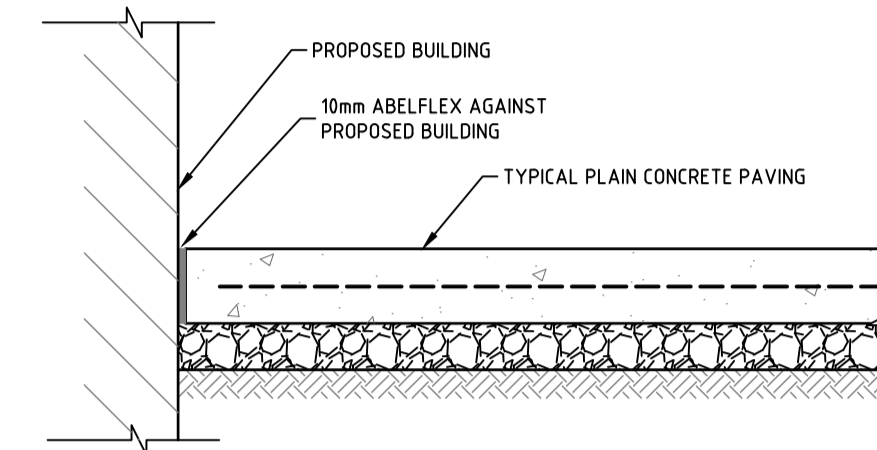 PROPOSED BUILDING
10mm ABELFLEX AGAINST
PROPOSED BUILDING
TYPICAL PLAIN CONCRETE PAVING